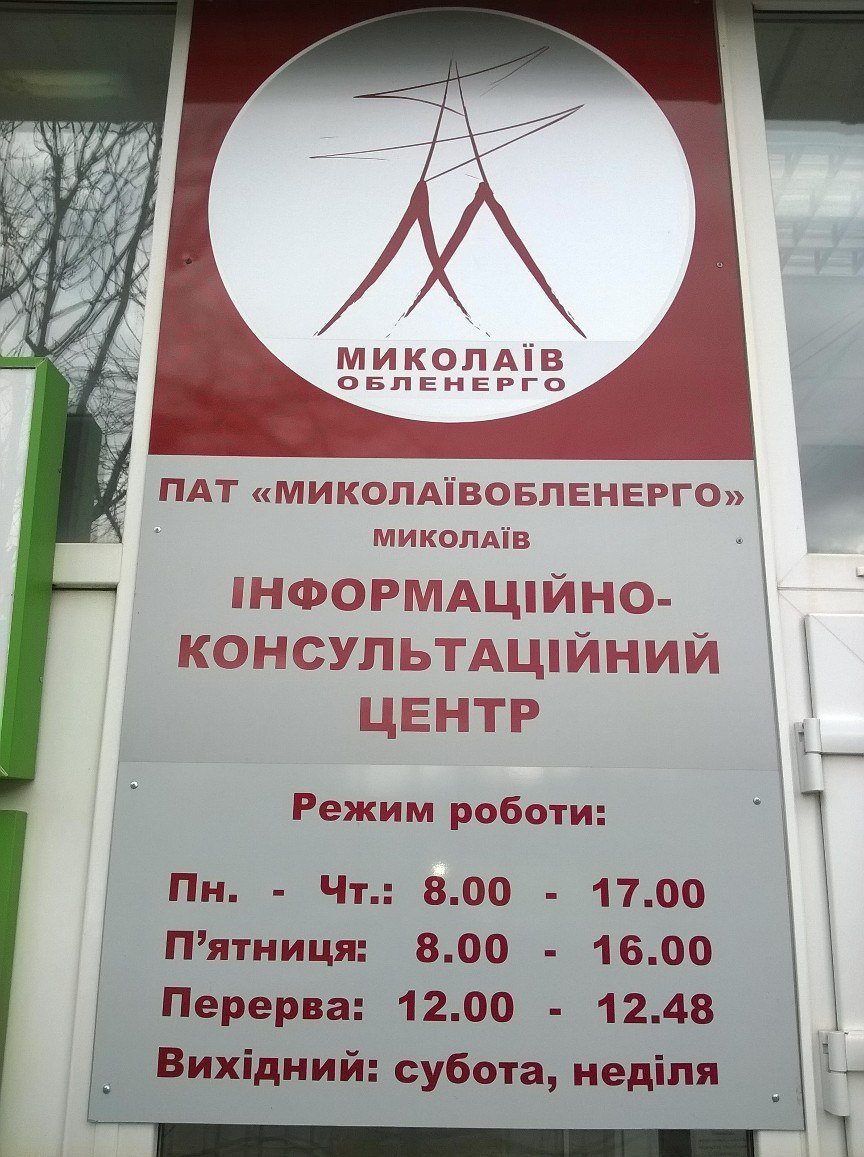 МИКОЛАЇВ
ОБЛЕНЕРГО
ПАТ «МИКОЛАЇВОБЛЕНЕРГО»
МИКОЛАЇВ
ІНФОРМАЦІЙНО-
КОНСУЛЬТАЦІЙНИЙ
ЦЕНТР
Режим роботи:
Пн. - Чт.: 8.00 - 17.00
П’ятниця: 8.00 - 16.00
Перерва: 12.00 - 12.48
Вихідний: субота, неділя